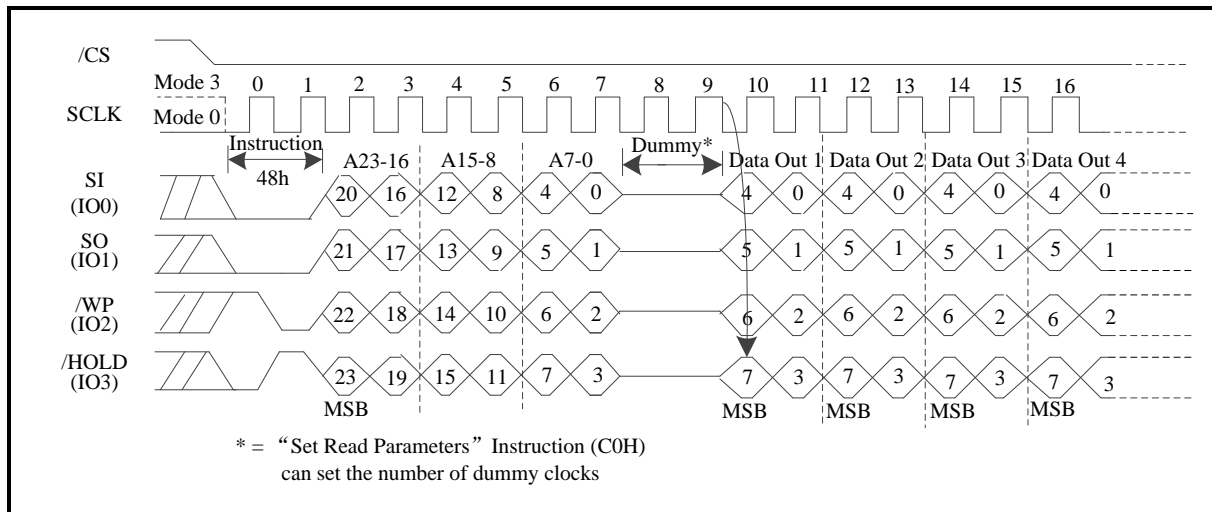 /CS
Mode 3 0 1 2 3 4 5 6 7 8 9 10 11 12 13 14 15 16
SCLK Mode 0
Instruction A23-16 A15-8 A7-0 Dummy* Data Out 1 Data Out 2 Data Out 3 Data Out 4
48h
SI
(IO0) 20 16 12 8 4 0 4 0 4 0 4 0 4 0
SO
(IO1) 21 17 13 9 5 1 5 1 5 1 5 1 5 1
/WP
(IO2) 22 18 14 10 6 2 6 2 6 2 6 2 6 2
/HOLD
(IO3) 23 19 15 11 7 3 7 3 7 3 7 3 7 3
MSB MSB MSB MSB MSB
* = “Set Read Parameters” Instruction (C0H)
can set the number of dummy clocks